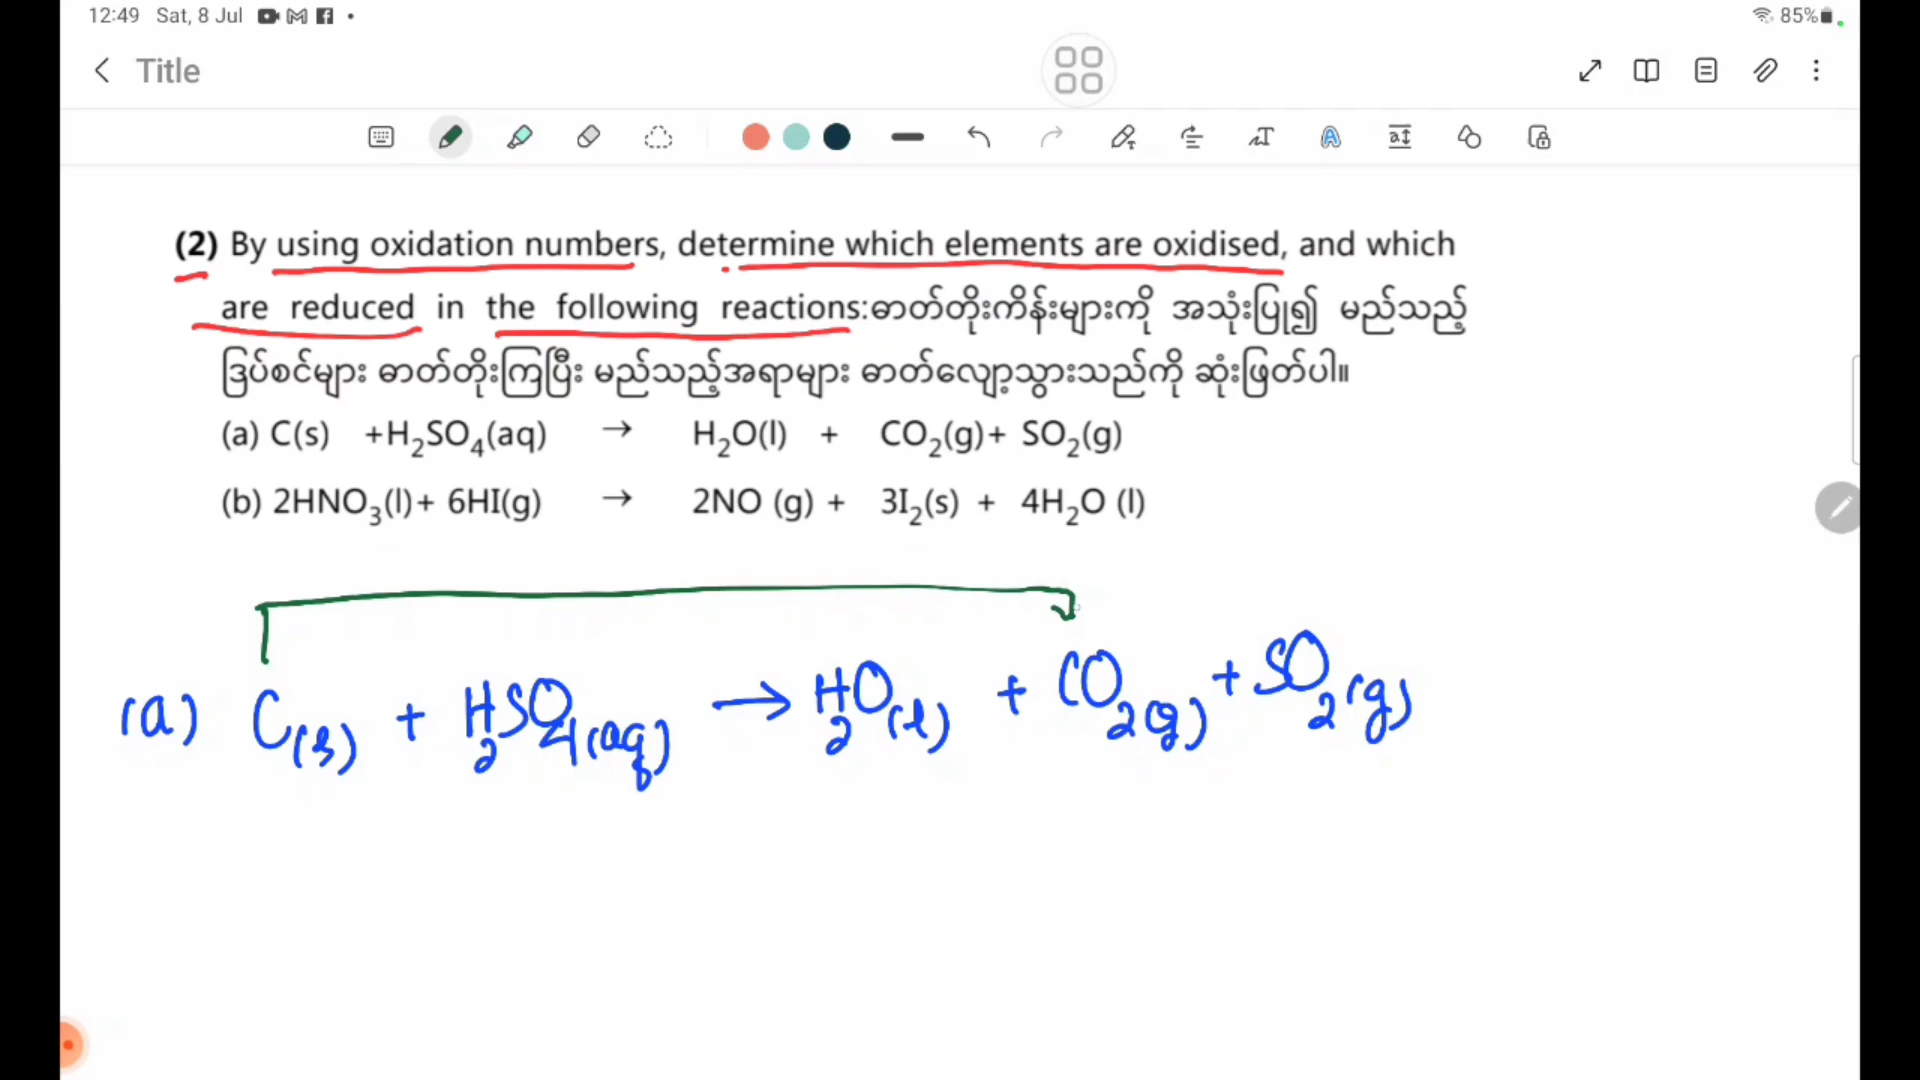 12:49 Sat, 8 Jul 85%
Title
(2) By using oxidation numbers, determine which elements are oxidised, and which
are reduced in the following reactions:ဓာတ်တိုးကိန်းများကို အသုံးပြု၍ မည်သည့်
ဒြပ်စင်များ ဓာတ်တိုးကြပြီး မည်သည့်အရာများ ဓာတ်လျော့သွားသည်ကို ဆုံးဖြတ်ပါ။
(a) C(s) +H₂SO₄(aq) → H₂O(l) + CO₂(g)+ SO₂(g)
(b) 2HNO₃(l)+ 6HI(g) → 2NO (g) + 3I₂(s) + 4H₂O (l)
(a) C(s) + H₂SO₄(aq) → H₂O(l) + CO₂(g) + SO₂(g)